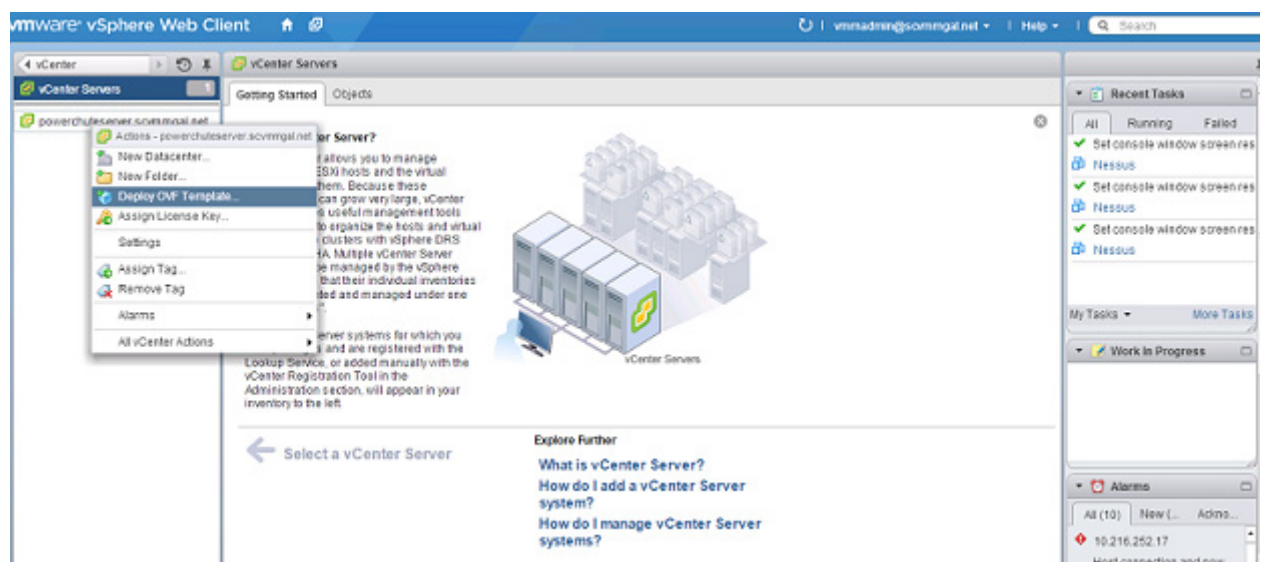 vmware® vSphere Web Client
vmmadmin@scvmmgal.net
Help
Search
vCenter
vCenter Servers
1
powerchuteserver.scvmmgal.net
Actions - powerchuteserver.scvmmgal.net
New Datacenter...
New Folder...
Deploy OVF Template...
Assign License Key...
Settings
Assign Tag...
Remove Tag
Alarms
All vCenter Actions
vCenter Servers
Getting Started
Objects
Server?
allows you to manage
ESXi hosts and the virtual
them. Because these
can grow very large, vCenter
useful management tools
to organize the hosts and virtual
clusters with vSphere DRS
HA. Multiple vCenter Server
be managed by the vSphere
that their individual inventories
and managed under one
server systems for which you
and are registered with the
Lookup Service, or added manually with the
vCenter Registration Tool in the
Administration section, will appear in your
inventory to the left
vCenter Servers
Select a vCenter Server
Explore Further
What is vCenter Server?
How do I add a vCenter Server
system?
How do I manage vCenter Server
systems?
Recent Tasks
All
Running
Failed
Set console window screen res
Nessus
Set console window screen res
Nessus
Set console window screen res
Nessus
My Tasks
More Tasks
Work In Progress
Alarms
All (10)
New (...
Ackno...
10.216.252.17
Host connection and